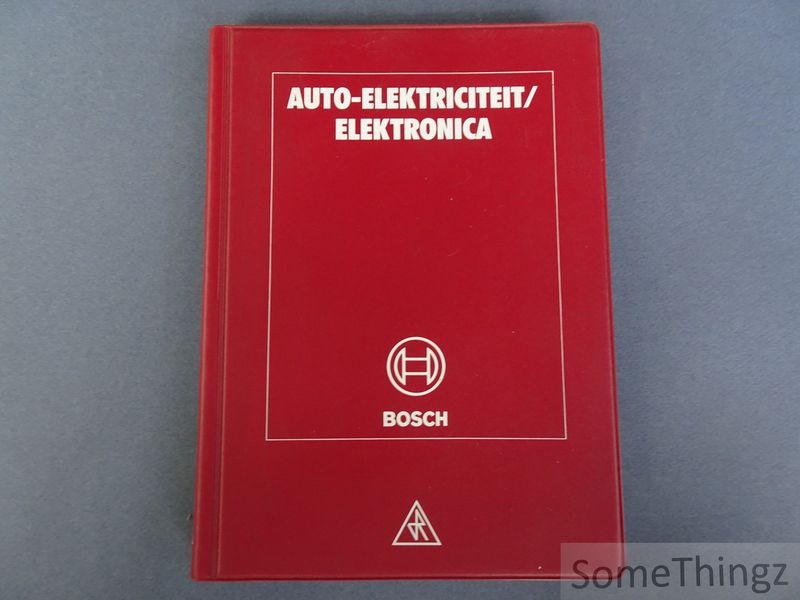 AUTO-ELEKTRICITEIT/
ELEKTRONICA
BOSCH
SomeThingz